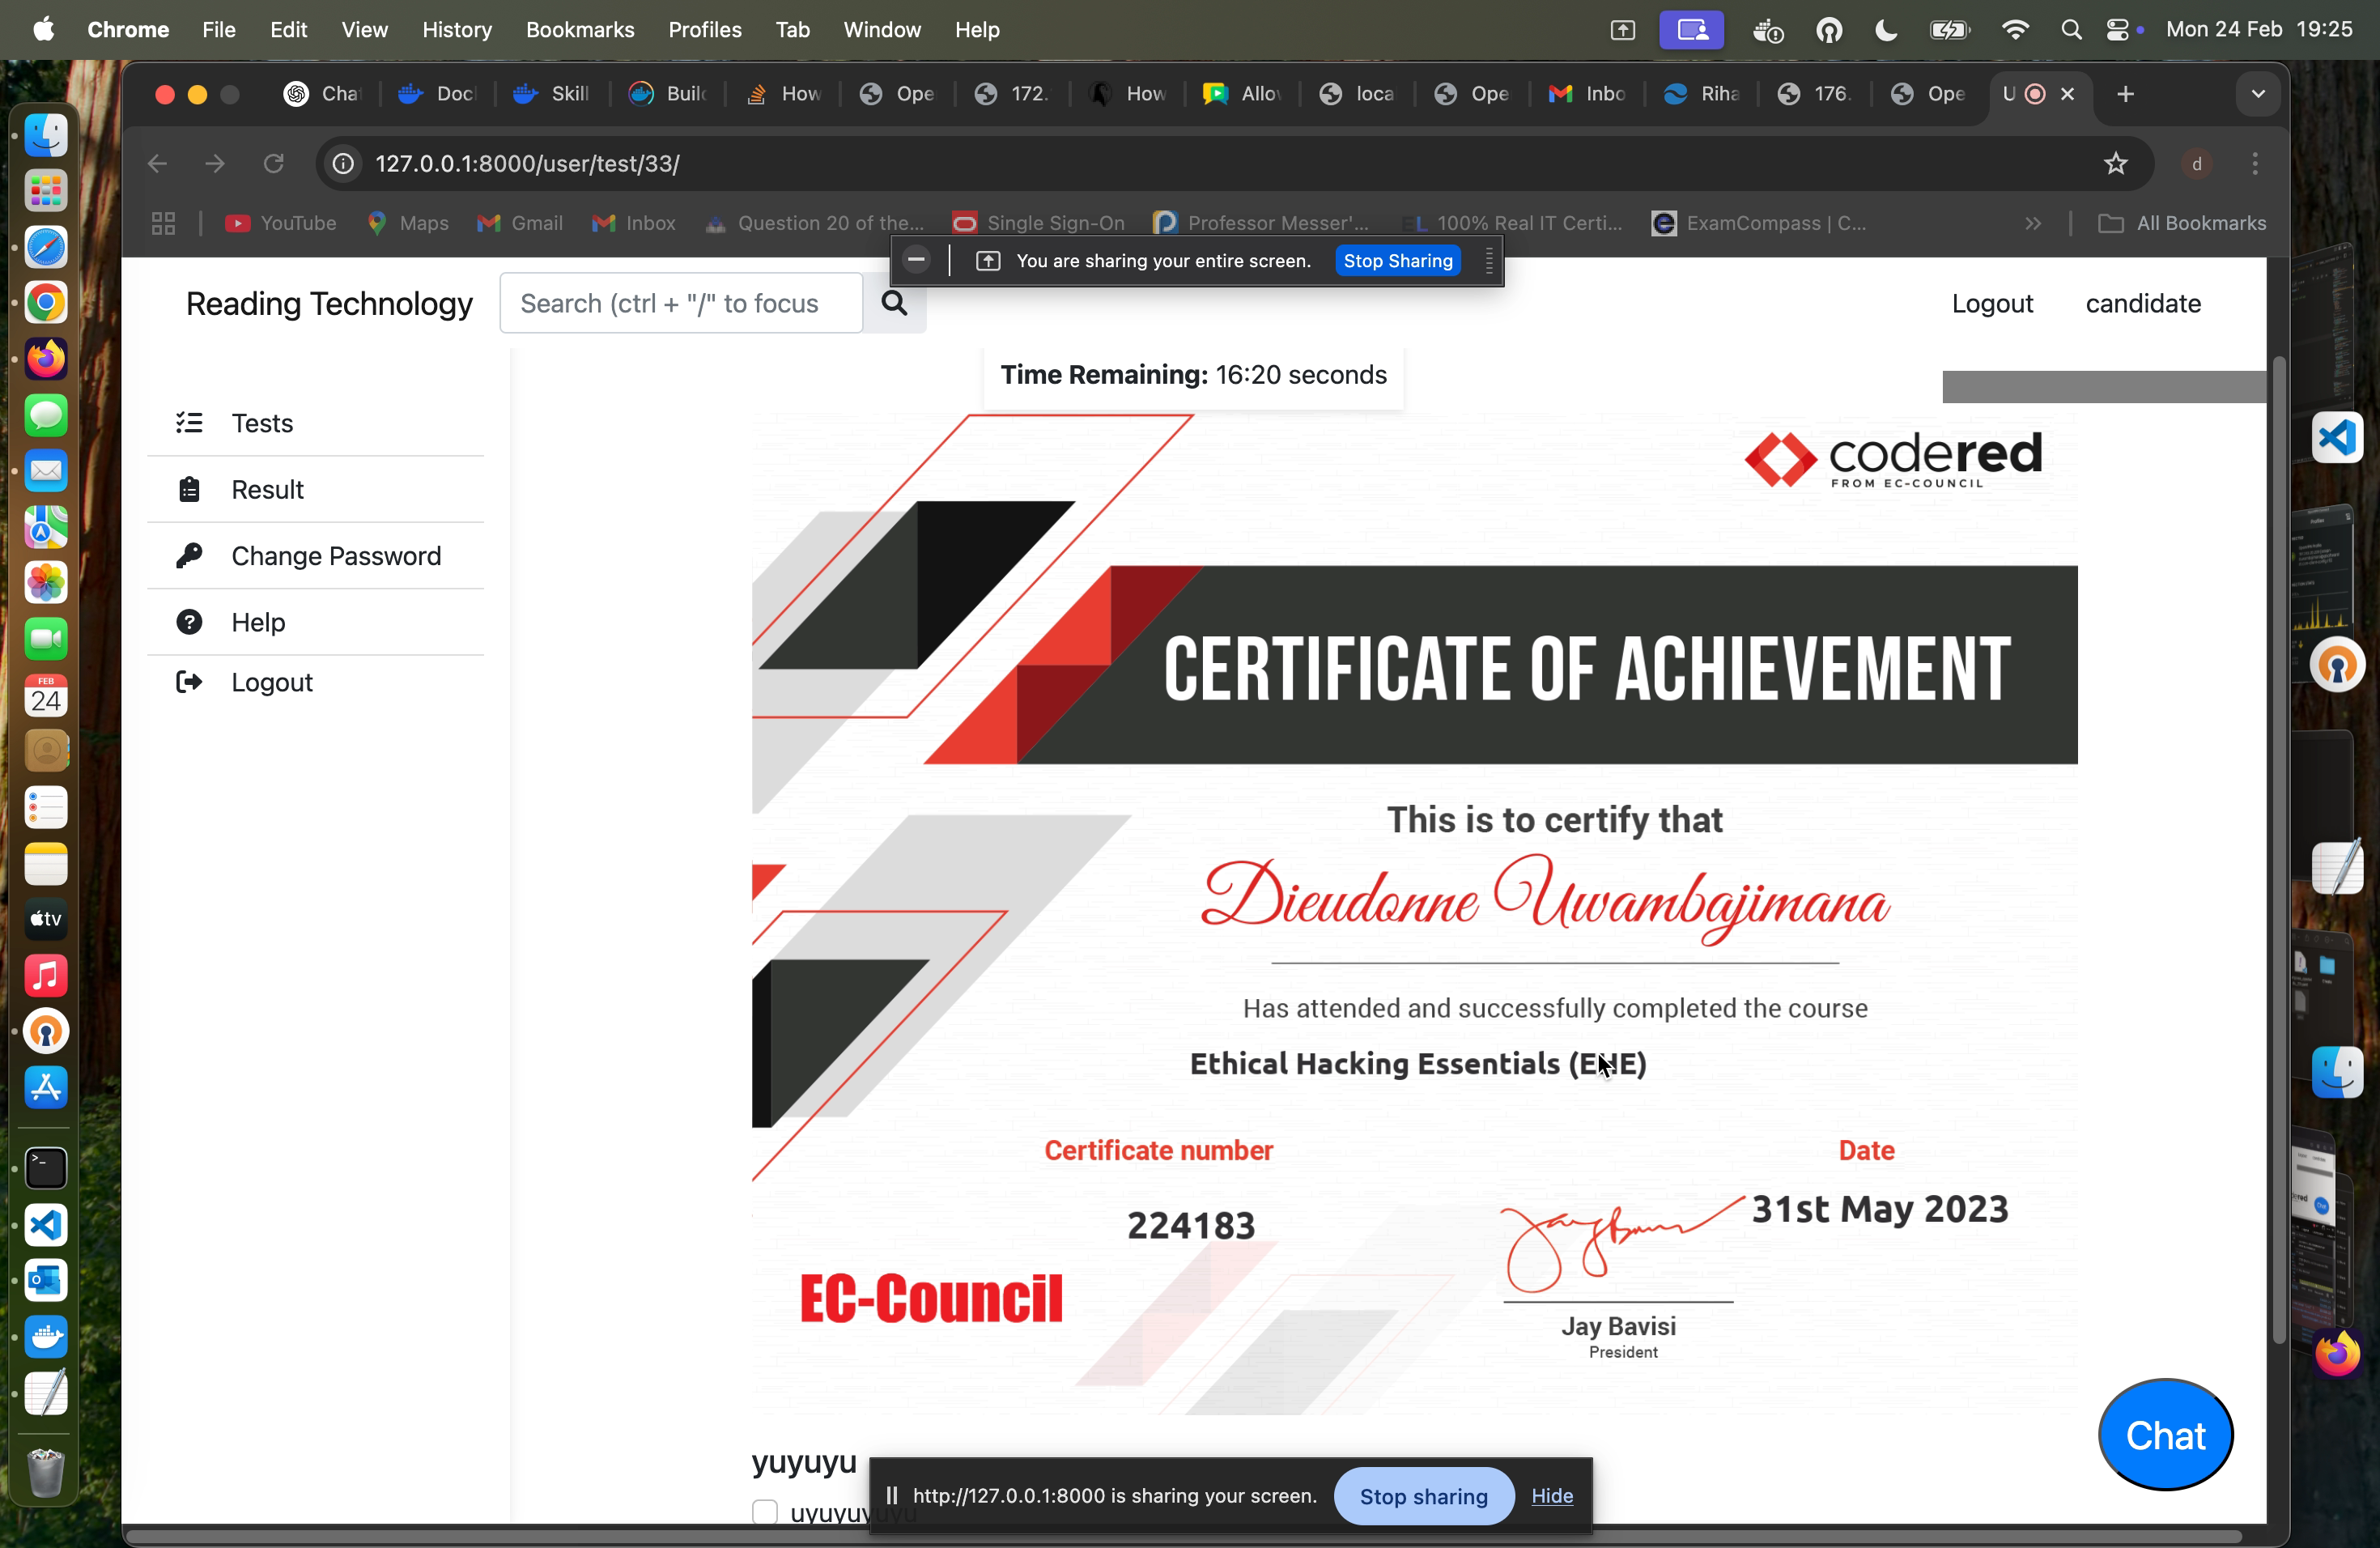 Chrome File Edit View History Bookmarks Profiles Tab Window Help Mon 24 Feb 19:25
Cha Doc Skill Buil How Ope 172. How Allo loca Ope Inbo Riha 176. Ope U
127.0.0.1:8000/user/test/33/ d
YouTube Maps Gmail Inbox Question 20 of the... Single Sign-On Professor Messer'... EL 100% Real IT Certi... ExamCompass | C... All Bookmarks
You are sharing your entire screen. Stop Sharing
Reading Technology Search (ctrl + "/" to focus Logout candidate
Time Remaining: 16:20 seconds
Tests
Result
Change Password
Help
Logout
codered
FROM EC-COUNCIL
CERTIFICATE OF ACHIEVEMENT
This is to certify that
Dieudonne Uwambajimana
Has attended and successfully completed the course
Ethical Hacking Essentials (EHE)
Certificate number Date
224183 31st May 2023
EC-Council
Jay Bavisi
President
yuyuyu
uyuyuyuyu
http://127.0.0.1:8000 is sharing your screen. Stop sharing Hide
Chat
FEB
24
tv